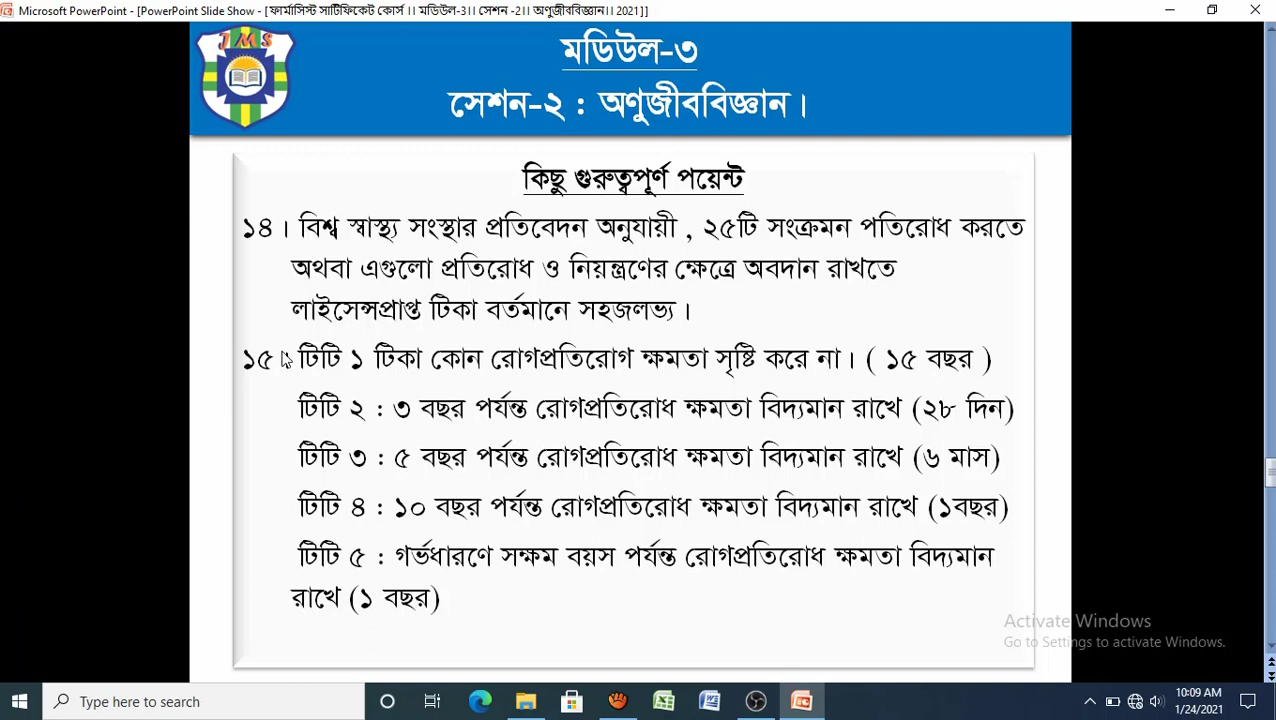 Microsoft PowerPoint - [PowerPoint Slide Show - [ফার্মাসিস্ট সার্টিফিকেট কোর্স ।। মডিউল-3।। সেশন -2।। অণুজীববিজ্ঞান।। 2021]]
JMS
মডিউল-৩
সেশন-২ : অণুজীববিজ্ঞান।
কিছু গুরুত্বপূর্ণ পয়েন্ট
১৪। বিশ্ব স্বাস্থ্য সংস্থার প্রতিবেদন অনুযায়ী , ২৫টি সংক্রমন পতিরোধ করতে
অথবা এগুলো প্রতিরোধ ও নিয়ন্ত্রণের ক্ষেত্রে অবদান রাখতে
লাইসেন্সপ্রাপ্ত টিকা বর্তমানে সহজলভ্য।
১৫। টিটি ১ টিকা কোন রোগপ্রতিরোগ ক্ষমতা সৃষ্টি করে না। ( ১৫ বছর )
টিটি ২ : ৩ বছর পর্যন্ত রোগপ্রতিরোধ ক্ষমতা বিদ্যমান রাখে (২৮ দিন)
টিটি ৩ : ৫ বছর পর্যন্ত রোগপ্রতিরোধ ক্ষমতা বিদ্যমান রাখে (৬ মাস)
টিটি ৪ : ১০ বছর পর্যন্ত রোগপ্রতিরোধ ক্ষমতা বিদ্যমান রাখে (১বছর)
টিটি ৫ : গর্ভধারণে সক্ষম বয়স পর্যন্ত রোগপ্রতিরোধ ক্ষমতা বিদ্যমান
রাখে (১ বছর)
Activate Windows
Go to Settings to activate Windows.
Type here to search
10:09 AM
1/24/2021